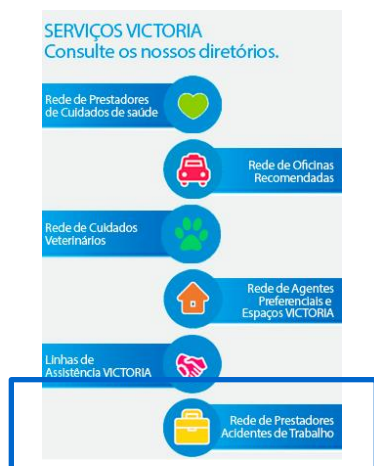 SERVIÇOS VICTORIA
Consulte os nossos diretórios.
Rede de Prestadores
de Cuidados de saúde
Rede de Oficinas
Recomendadas
Rede de Cuidados
Veterinários
Rede de Agentes
Preferenciais e
Espaços VICTORIA
Linhas de
Assistência VICTORIA
Rede de Prestadores
Acidentes de Trabalho